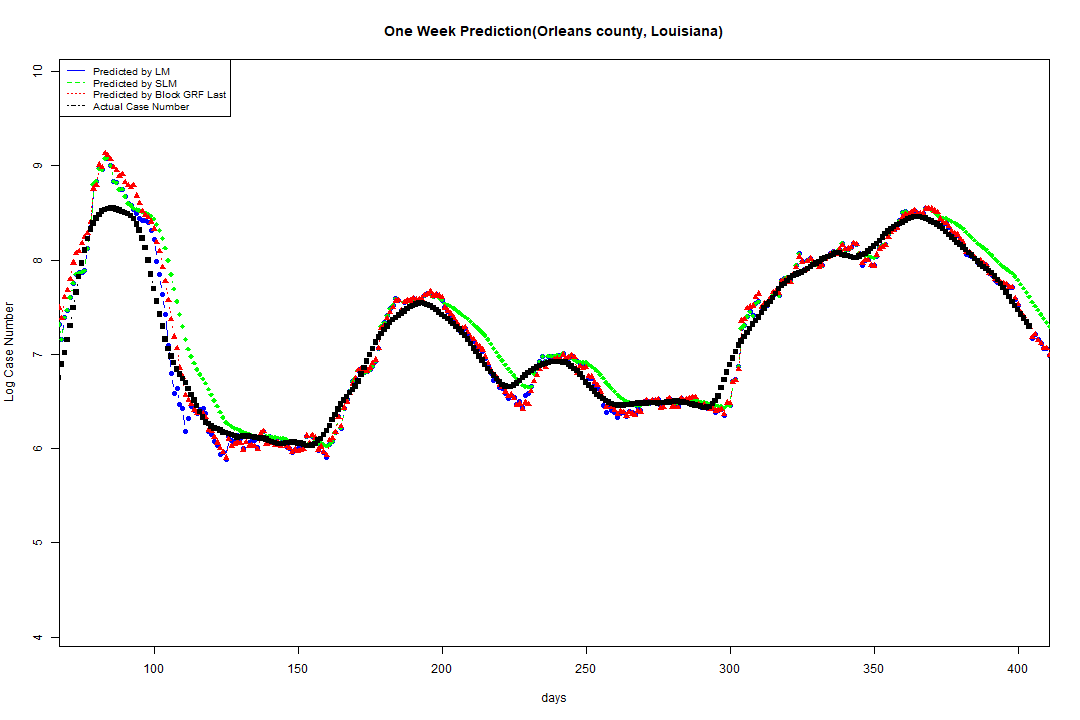 One Week Prediction(Orleans county, Louisiana)
Predicted by LM
Predicted by SLM
Predicted by Block GRF Last
Actual Case Number
10
9
8
7
6
5
4
Log Case Number
100 150 200 250 300 350 400
days